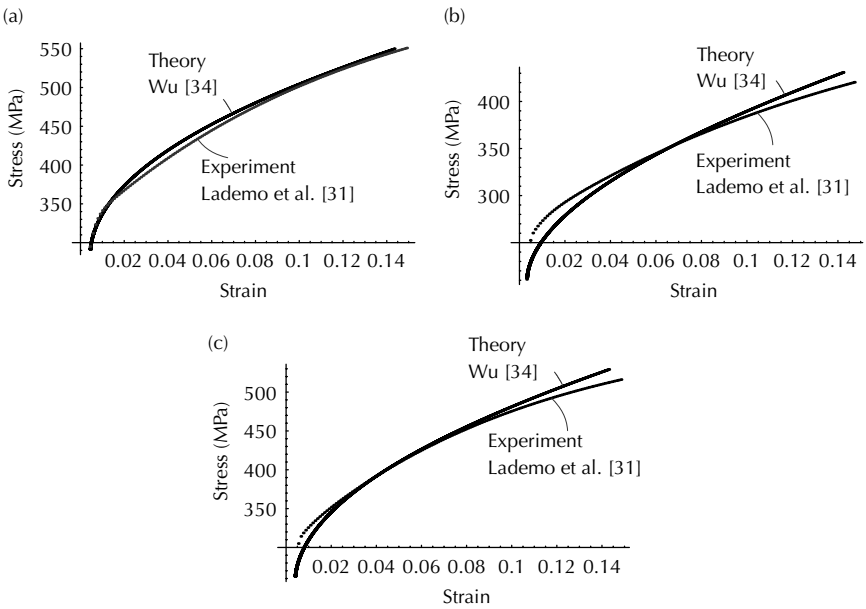 (a)
550
500
450
400
350
Stress (MPa)
Theory
Wu [34]
Experiment
Lademo et al. [31]
0.02 0.04 0.06 0.08 0.1 0.12 0.14
Strain
(b)
400
350
300
Stress (MPa)
Theory
Wu [34]
Experiment
Lademo et al. [31]
0.02 0.04 0.06 0.08 0.1 0.12 0.14
Strain
(c)
500
450
400
350
Stress (MPa)
Theory
Wu [34]
Experiment
Lademo et al. [31]
0.02 0.04 0.06 0.08 0.1 0.12 0.14
Strain